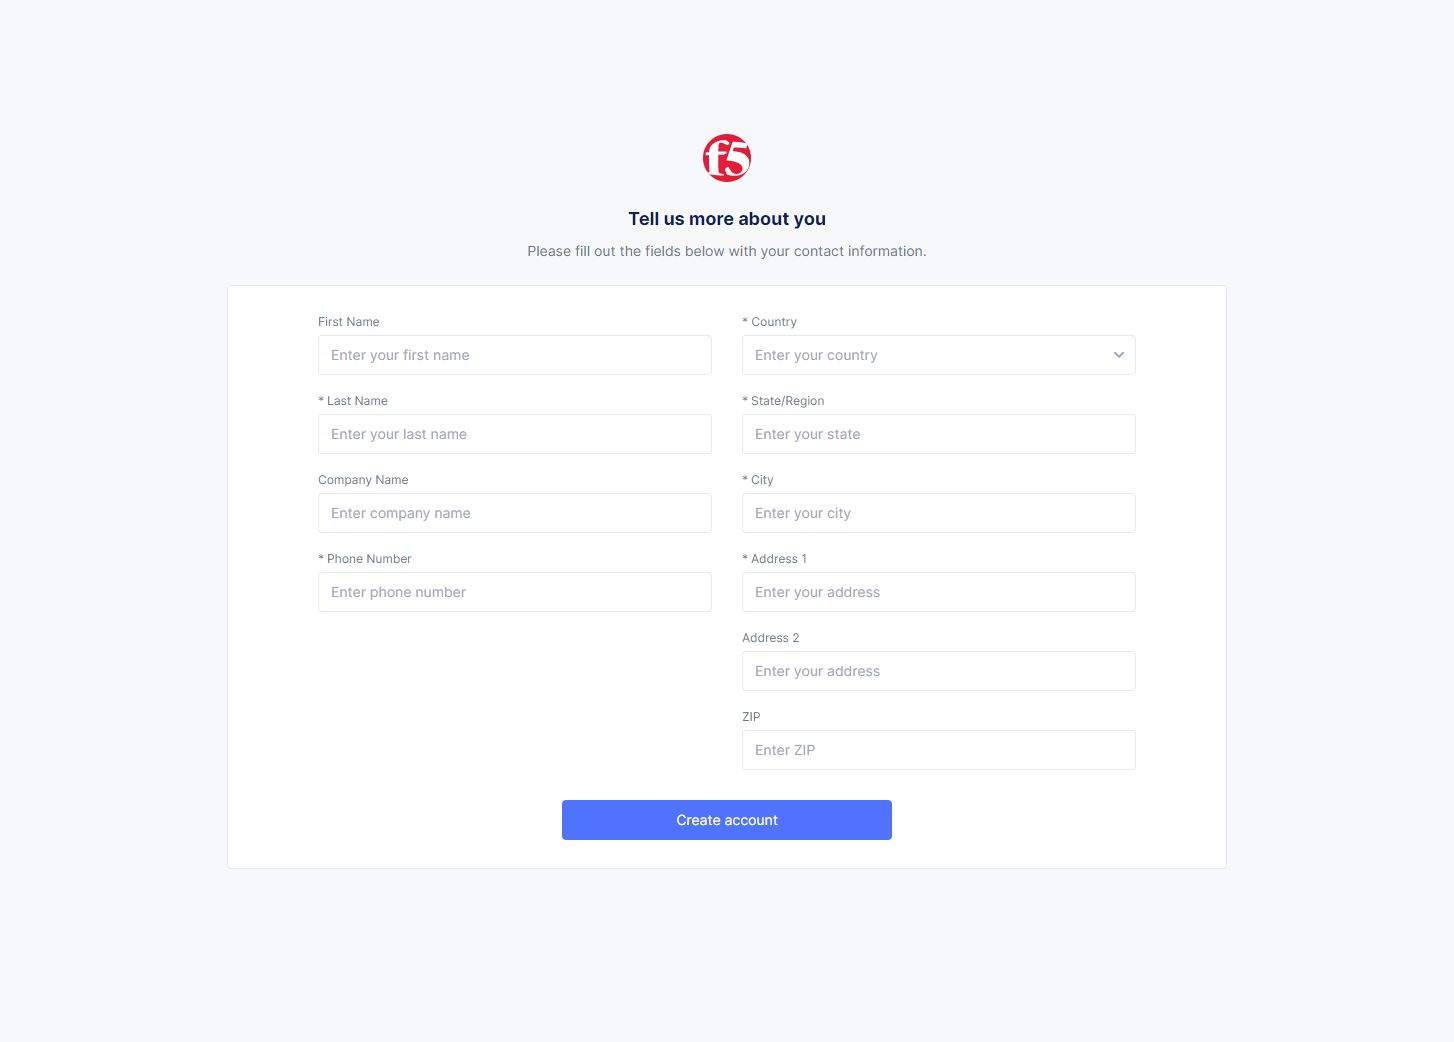 f5
Tell us more about you
Please fill out the fields below with your contact information.
First Name
Enter your first name
* Last Name
Enter your last name
Company Name
Enter company name
* Phone Number
Enter phone number
* Country
Enter your country
* State/Region
Enter your state
* City
Enter your city
* Address 1
Enter your address
Address 2
Enter your address
ZIP
Enter ZIP
Create account